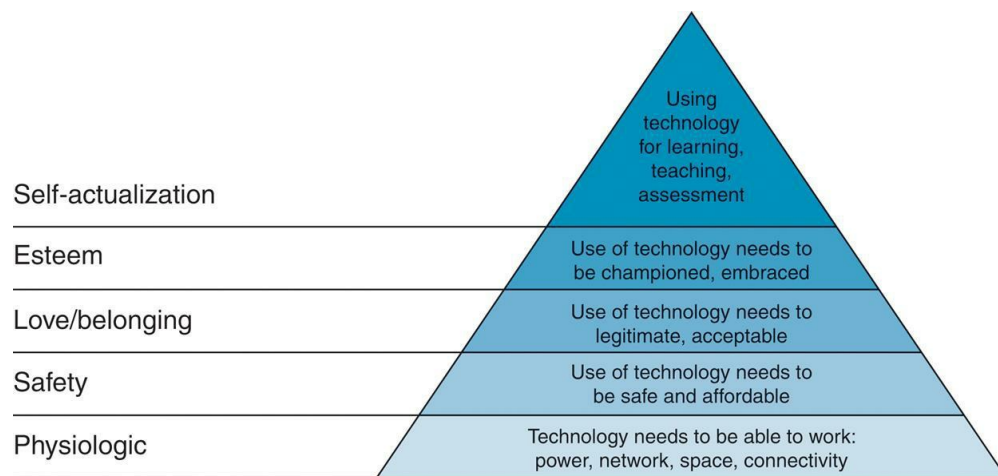 Using
technology
for learning,
teaching,
assessment
Self-actualization
Esteem
Use of technology needs to
be championed, embraced
Love/belonging
Use of technology needs to
legitimate, acceptable
Safety
Use of technology needs to
be safe and affordable
Physiologic
Technology needs to be able to work:
power, network, space, connectivity